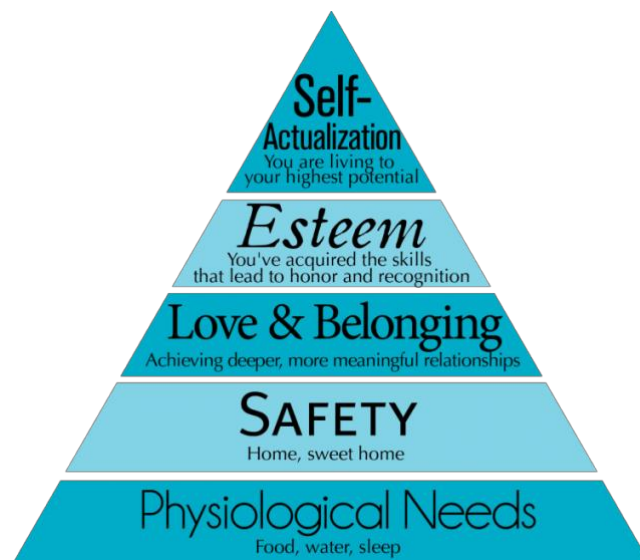 Self-
Actualization
You are living to
your highest potential
Esteem
You've acquired the skills
that lead to honor and recognition
Love & Belonging
Achieving deeper, more meaningful relationships
SAFETY
Home, sweet home
Physiological Needs
Food, water, sleep